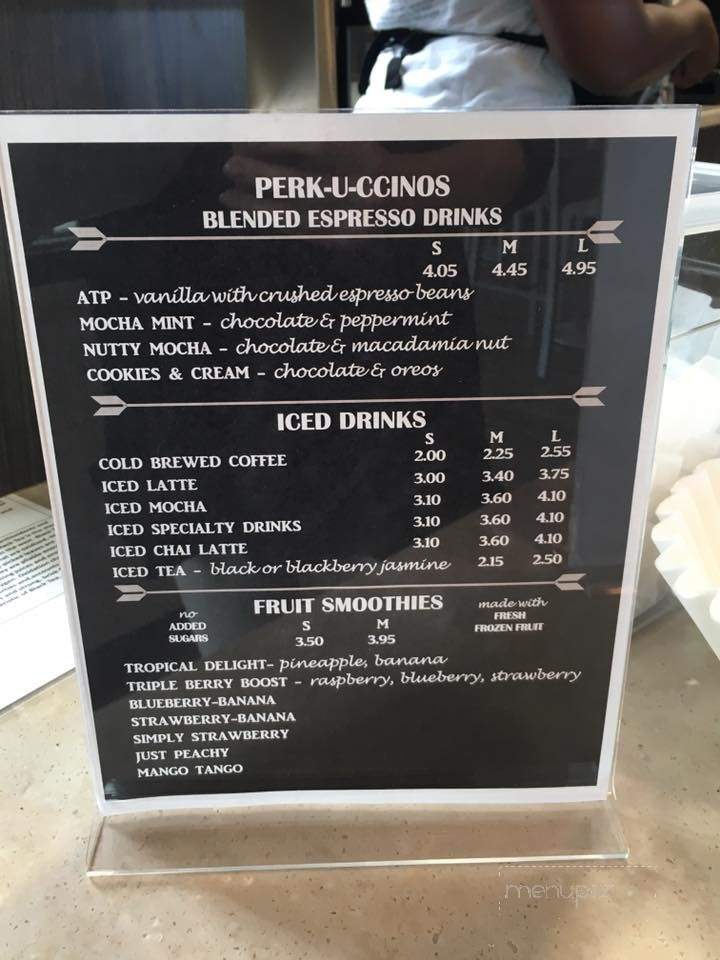 PERK-U-CCINOS
BLENDED ESPRESSO DRINKS
S M L
4.05 4.45 4.95
ATP - vanilla with crushed espresso beans
MOCHA MINT - chocolate & peppermint
NUTTY MOCHA - chocolate & macadamia nut
COOKIES & CREAM - chocolate & oreos
ICED DRINKS
S M L
COLD BREWED COFFEE 2.00 2.25 2.55
ICED LATTE 3.00 3.40 3.75
ICED MOCHA 3.10 3.60 4.10
ICED SPECIALTY DRINKS 3.10 3.60 4.10
ICED CHAI LATTE 3.10 3.60 4.10
ICED TEA - black or blackberry jasmine 2.15 2.50
FRUIT SMOOTHIES
no
ADDED
SUGARS
S M
3.50 3.95
made with
FRESH
FROZEN FRUIT
TROPICAL DELIGHT- pineapple, banana
TRIPLE BERRY BOOST - raspberry, blueberry, strawberry
BLUEBERRY-BANANA
STRAWBERRY-BANANA
SIMPLY STRAWBERRY
JUST PEACHY
MANGO TANGO